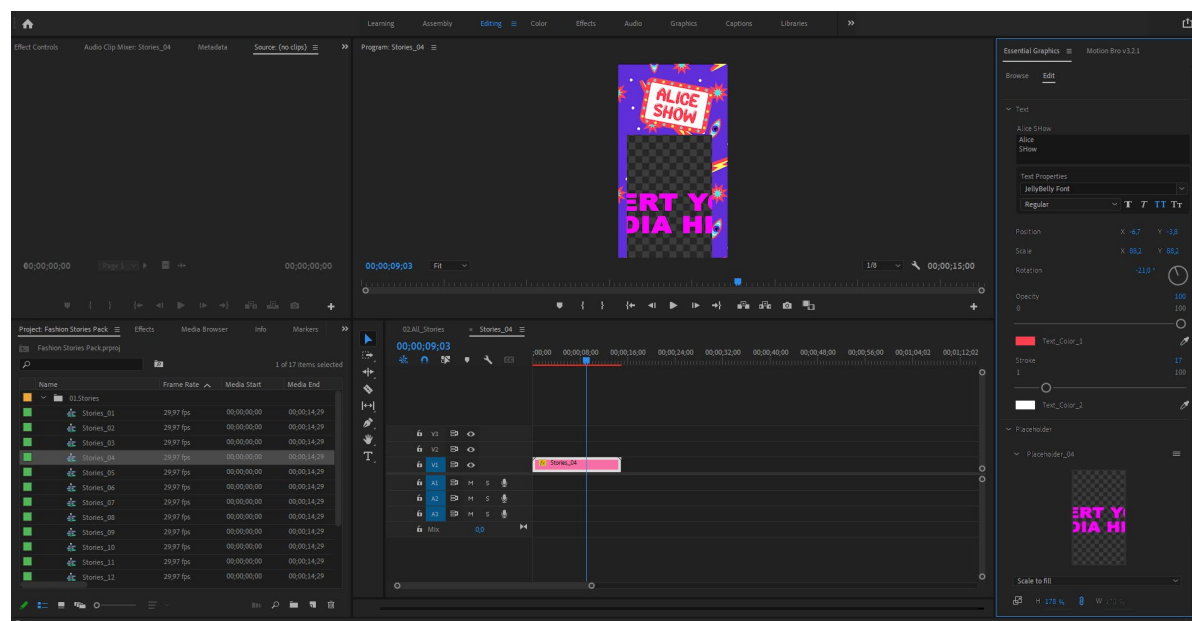 Learning Assembly Editing Color Effects Audio Graphics Captions Libraries
Effect Controls Audio Clip Mixer: Stories_04 Metadata Source: (no clips)
Program: Stories_04
ALICE
SHOW
ERT YO
DIA HI
00;00;00;00 Page 1 00;00;00;00
00;00;09;03 Fit 1/8 00;00;15;00
Project: Fashion Stories Pack Effects Media Browser Info Markers
Fashion Stories Pack.prproj
1 of 17 items selected
Name Frame Rate Media Start Media End
01.Stories
Stories_01 29,97 fps 00;00;00;00 00;00;14;29
Stories_02 29,97 fps 00;00;00;00 00;00;14;29
Stories_03 29,97 fps 00;00;00;00 00;00;14;29
Stories_04 29,97 fps 00;00;00;00 00;00;14;29
Stories_05 29,97 fps 00;00;00;00 00;00;14;29
Stories_06 29,97 fps 00;00;00;00 00;00;14;29
Stories_07 29,97 fps 00;00;00;00 00;00;14;29
Stories_08 29,97 fps 00;00;00;00 00;00;14;29
Stories_09 29,97 fps 00;00;00;00 00;00;14;29
Stories_10 29,97 fps 00;00;00;00 00;00;14;29
Stories_11 29,97 fps 00;00;00;00 00;00;14;29
Stories_12 29,97 fps 00;00;00;00 00;00;14;29
02.All_Stories × Stories_04
00;00;09;03
;00;00 00;00;08;00 00;00;16;00 00;00;24;00 00;00;32;00 00;00;40;00 00;00;48;00 00;00;56;00 00;01;04;02 00;01;12;02
V3
V2
V1 fx Stories_04
A1 M S
A2 M S
A3 M S
Mix 0,0
Essential Graphics Motion Bro v3.2.1
Browse Edit
Text
Alice SHow
Alice
SHow
Text Properties
JellyBelly Font
Regular T T TT Tт
Position X -6,7 Y -3,8
Scale X 88,2 Y 88,2
Rotation -21,0 °
Opacity 100
0 100
Text_Color_1
Stroke 17
1 100
Text_Color_2
Placeholder
Placeholder_04
ERT Y
DIA HI
Scale to fill
H 178 % W